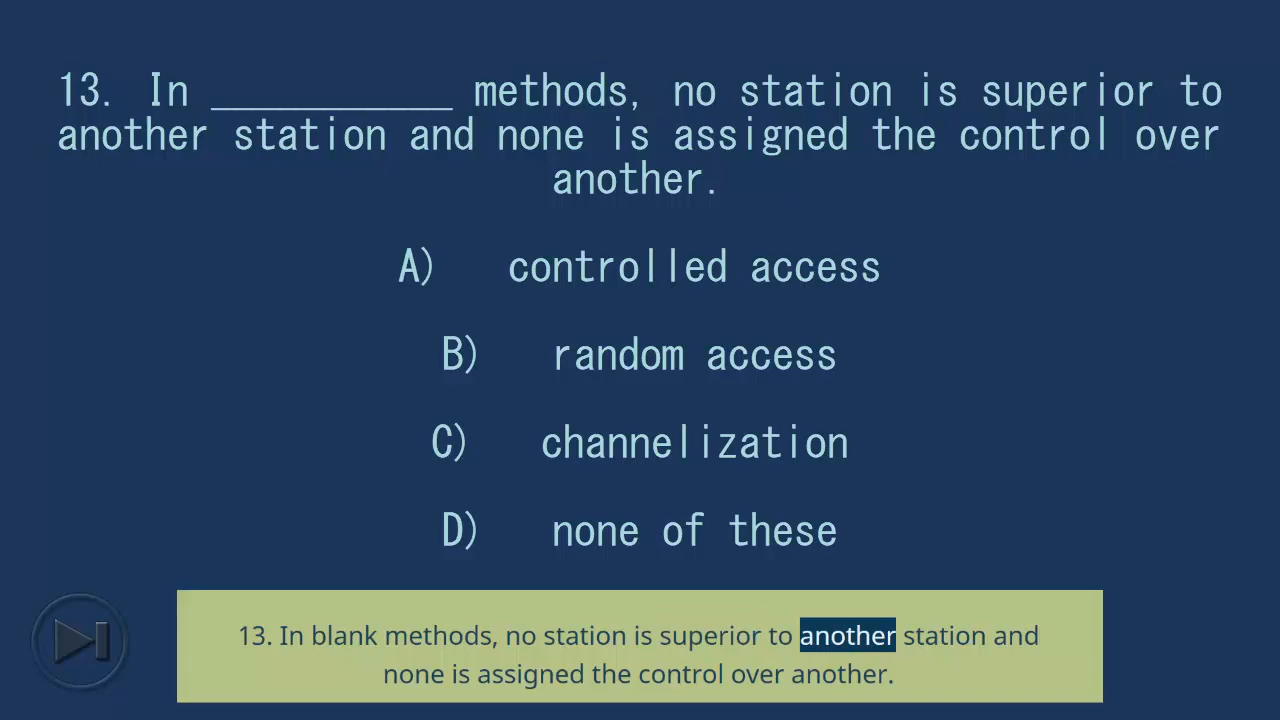 13. In ___________ methods, no station is superior to
another station and none is assigned the control over
another.
A) controlled access
B) random access
C) channelization
D) none of these
13. In blank methods, no station is superior to another station and
none is assigned the control over another.